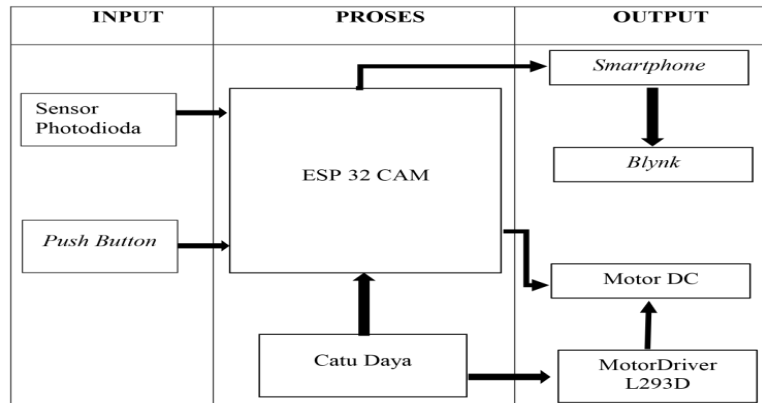 INPUT
PROSES
OUTPUT
Sensor
Photodioda
Push Button
ESP 32 CAM
Catu Daya
Smartphone
Blynk
Motor DC
MotorDriver
L293D